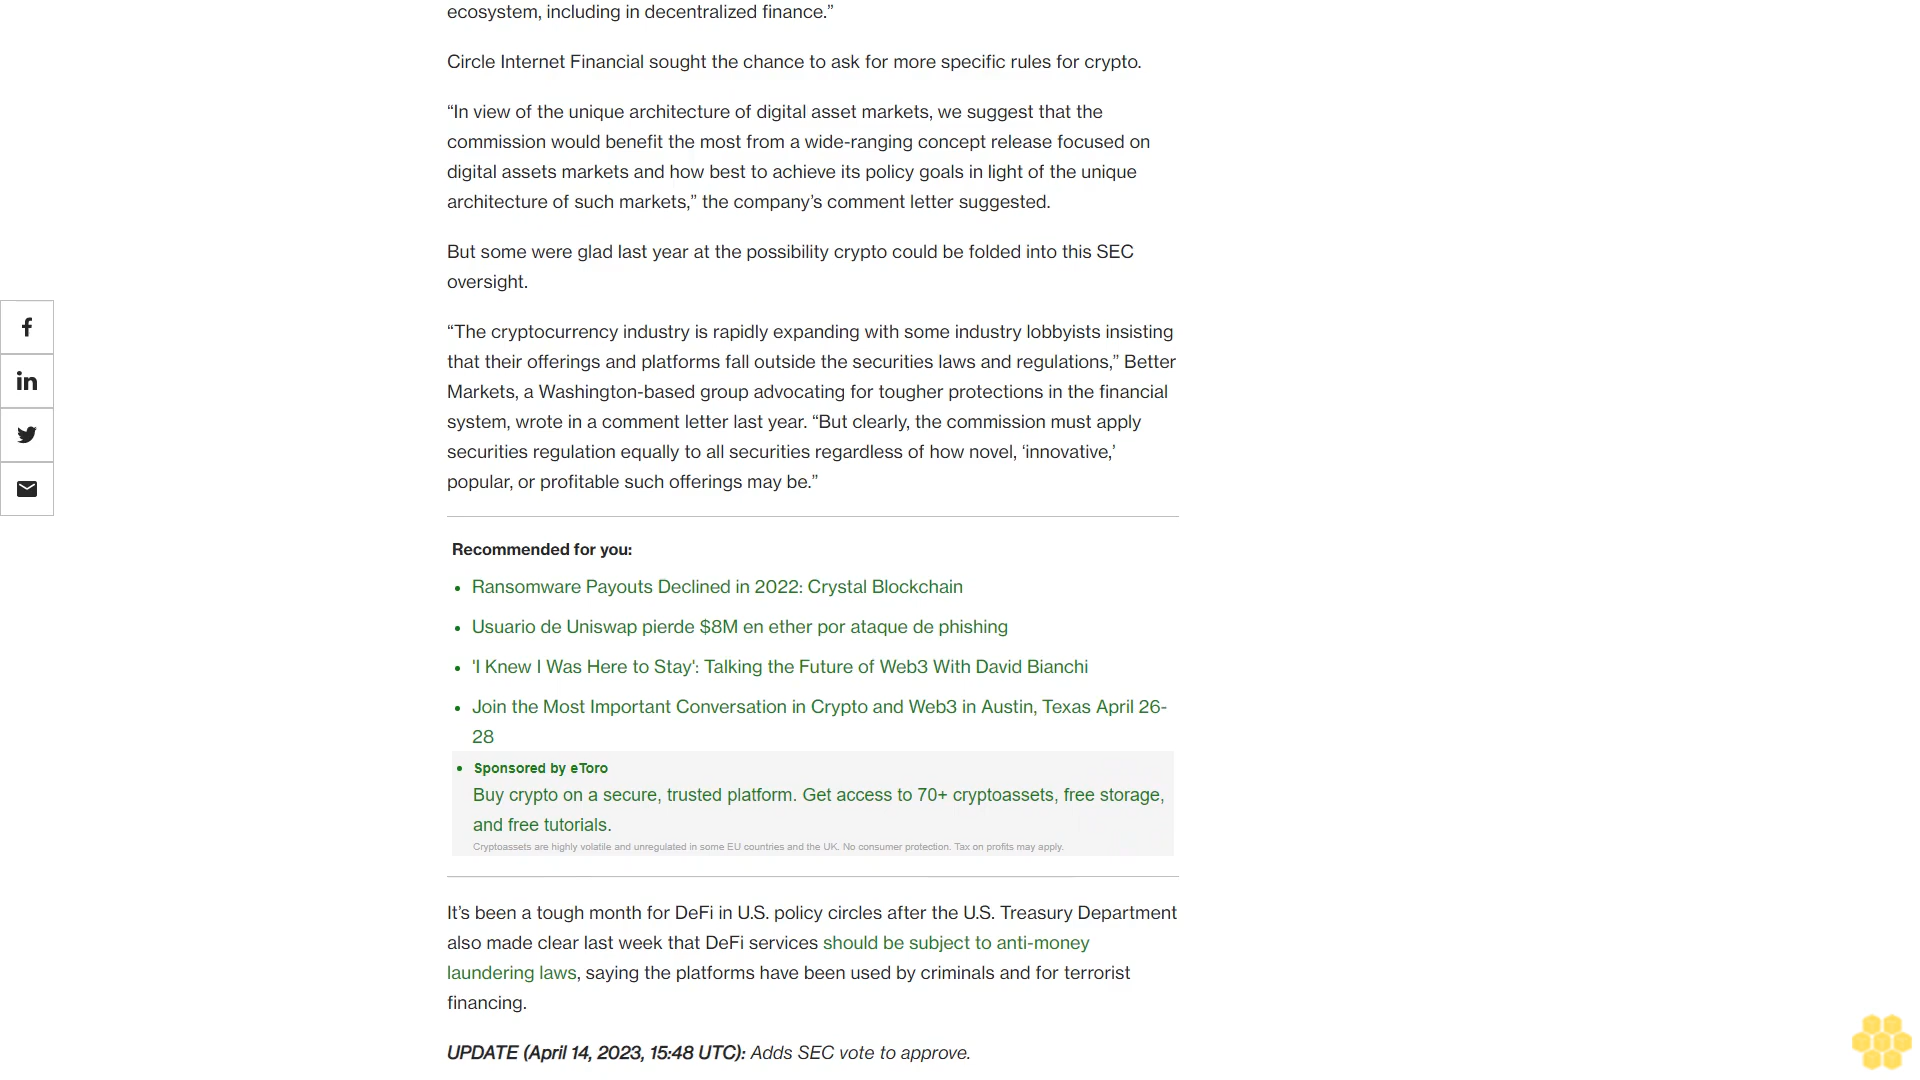 ecosystem, including in decentralized finance.”
Circle Internet Financial sought the chance to ask for more specific rules for crypto.
“In view of the unique architecture of digital asset markets, we suggest that the
commission would benefit the most from a wide-ranging concept release focused on
digital assets markets and how best to achieve its policy goals in light of the unique
architecture of such markets,” the company’s comment letter suggested.
But some were glad last year at the possibility crypto could be folded into this SEC
oversight.
“The cryptocurrency industry is rapidly expanding with some industry lobbyists insisting
that their offerings and platforms fall outside the securities laws and regulations,” Better
Markets, a Washington-based group advocating for tougher protections in the financial
system, wrote in a comment letter last year. “But clearly, the commission must apply
securities regulation equally to all securities regardless of how novel, ‘innovative,’
popular, or profitable such offerings may be.”
Recommended for you:
• Ransomware Payouts Declined in 2022: Crystal Blockchain
• Usuario de Uniswap pierde $8M en ether por ataque de phishing
• 'I Knew I Was Here to Stay': Talking the Future of Web3 With David Bianchi
• Join the Most Important Conversation in Crypto and Web3 in Austin, Texas April 26-
28
• Sponsored by eToro
Buy crypto on a secure, trusted platform. Get access to 70+ cryptoassets, free storage,
and free tutorials.
Cryptoassets are highly volatile and unregulated in some EU countries and the UK. No consumer protection. Tax on profits may apply.
It’s been a tough month for DeFi in U.S. policy circles after the U.S. Treasury Department
also made clear last week that DeFi services should be subject to anti-money
laundering laws, saying the platforms have been used by criminals and for terrorist
financing.
UPDATE (April 14, 2023, 15:48 UTC): Adds SEC vote to approve.